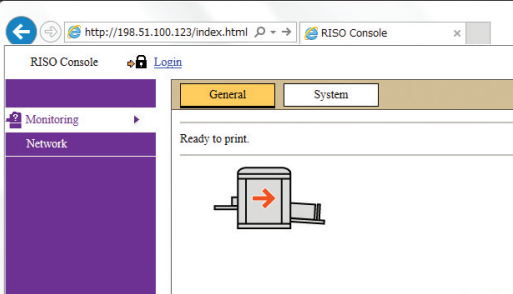 http://198.51.100.123/index.html
RISO Console
RISO Console
Login
General
System
Monitoring
Network
Ready to print.